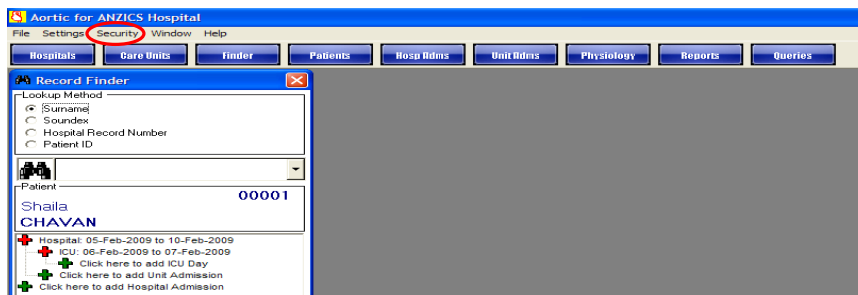 Aortic for ANZICS Hospital
File Settings Security Window Help
Hospitals Care Units Finder Patients Hosp Adms Unit Adms Physiology Reports Queries
Record Finder
Lookup Method
Surname
Soundex
Hospital Record Number
Patient ID
Patient
00001
Shaila
CHAVAN
Hospital: 05-Feb-2009 to 10-Feb-2009
ICU: 06-Feb-2009 to 07-Feb-2009
Click here to add ICU Day
Click here to add Unit Admission
Click here to add Hospital Admission